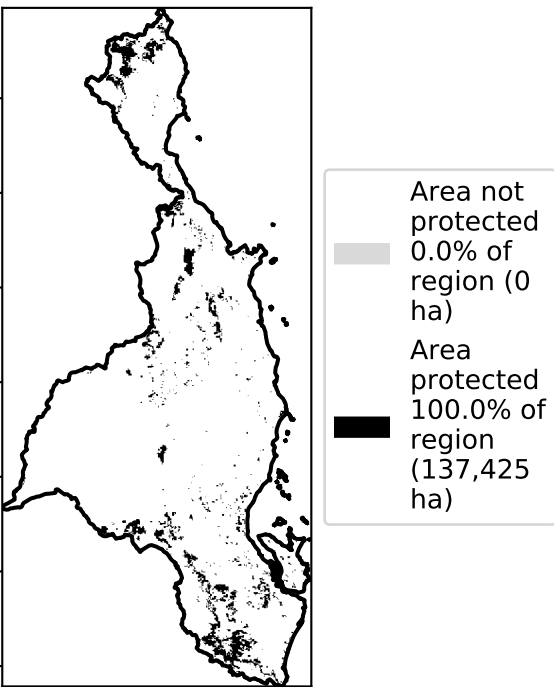 Area not
protected
0.0% of
region (0
ha)
Area
protected
100.0% of
region
(137,425
ha)